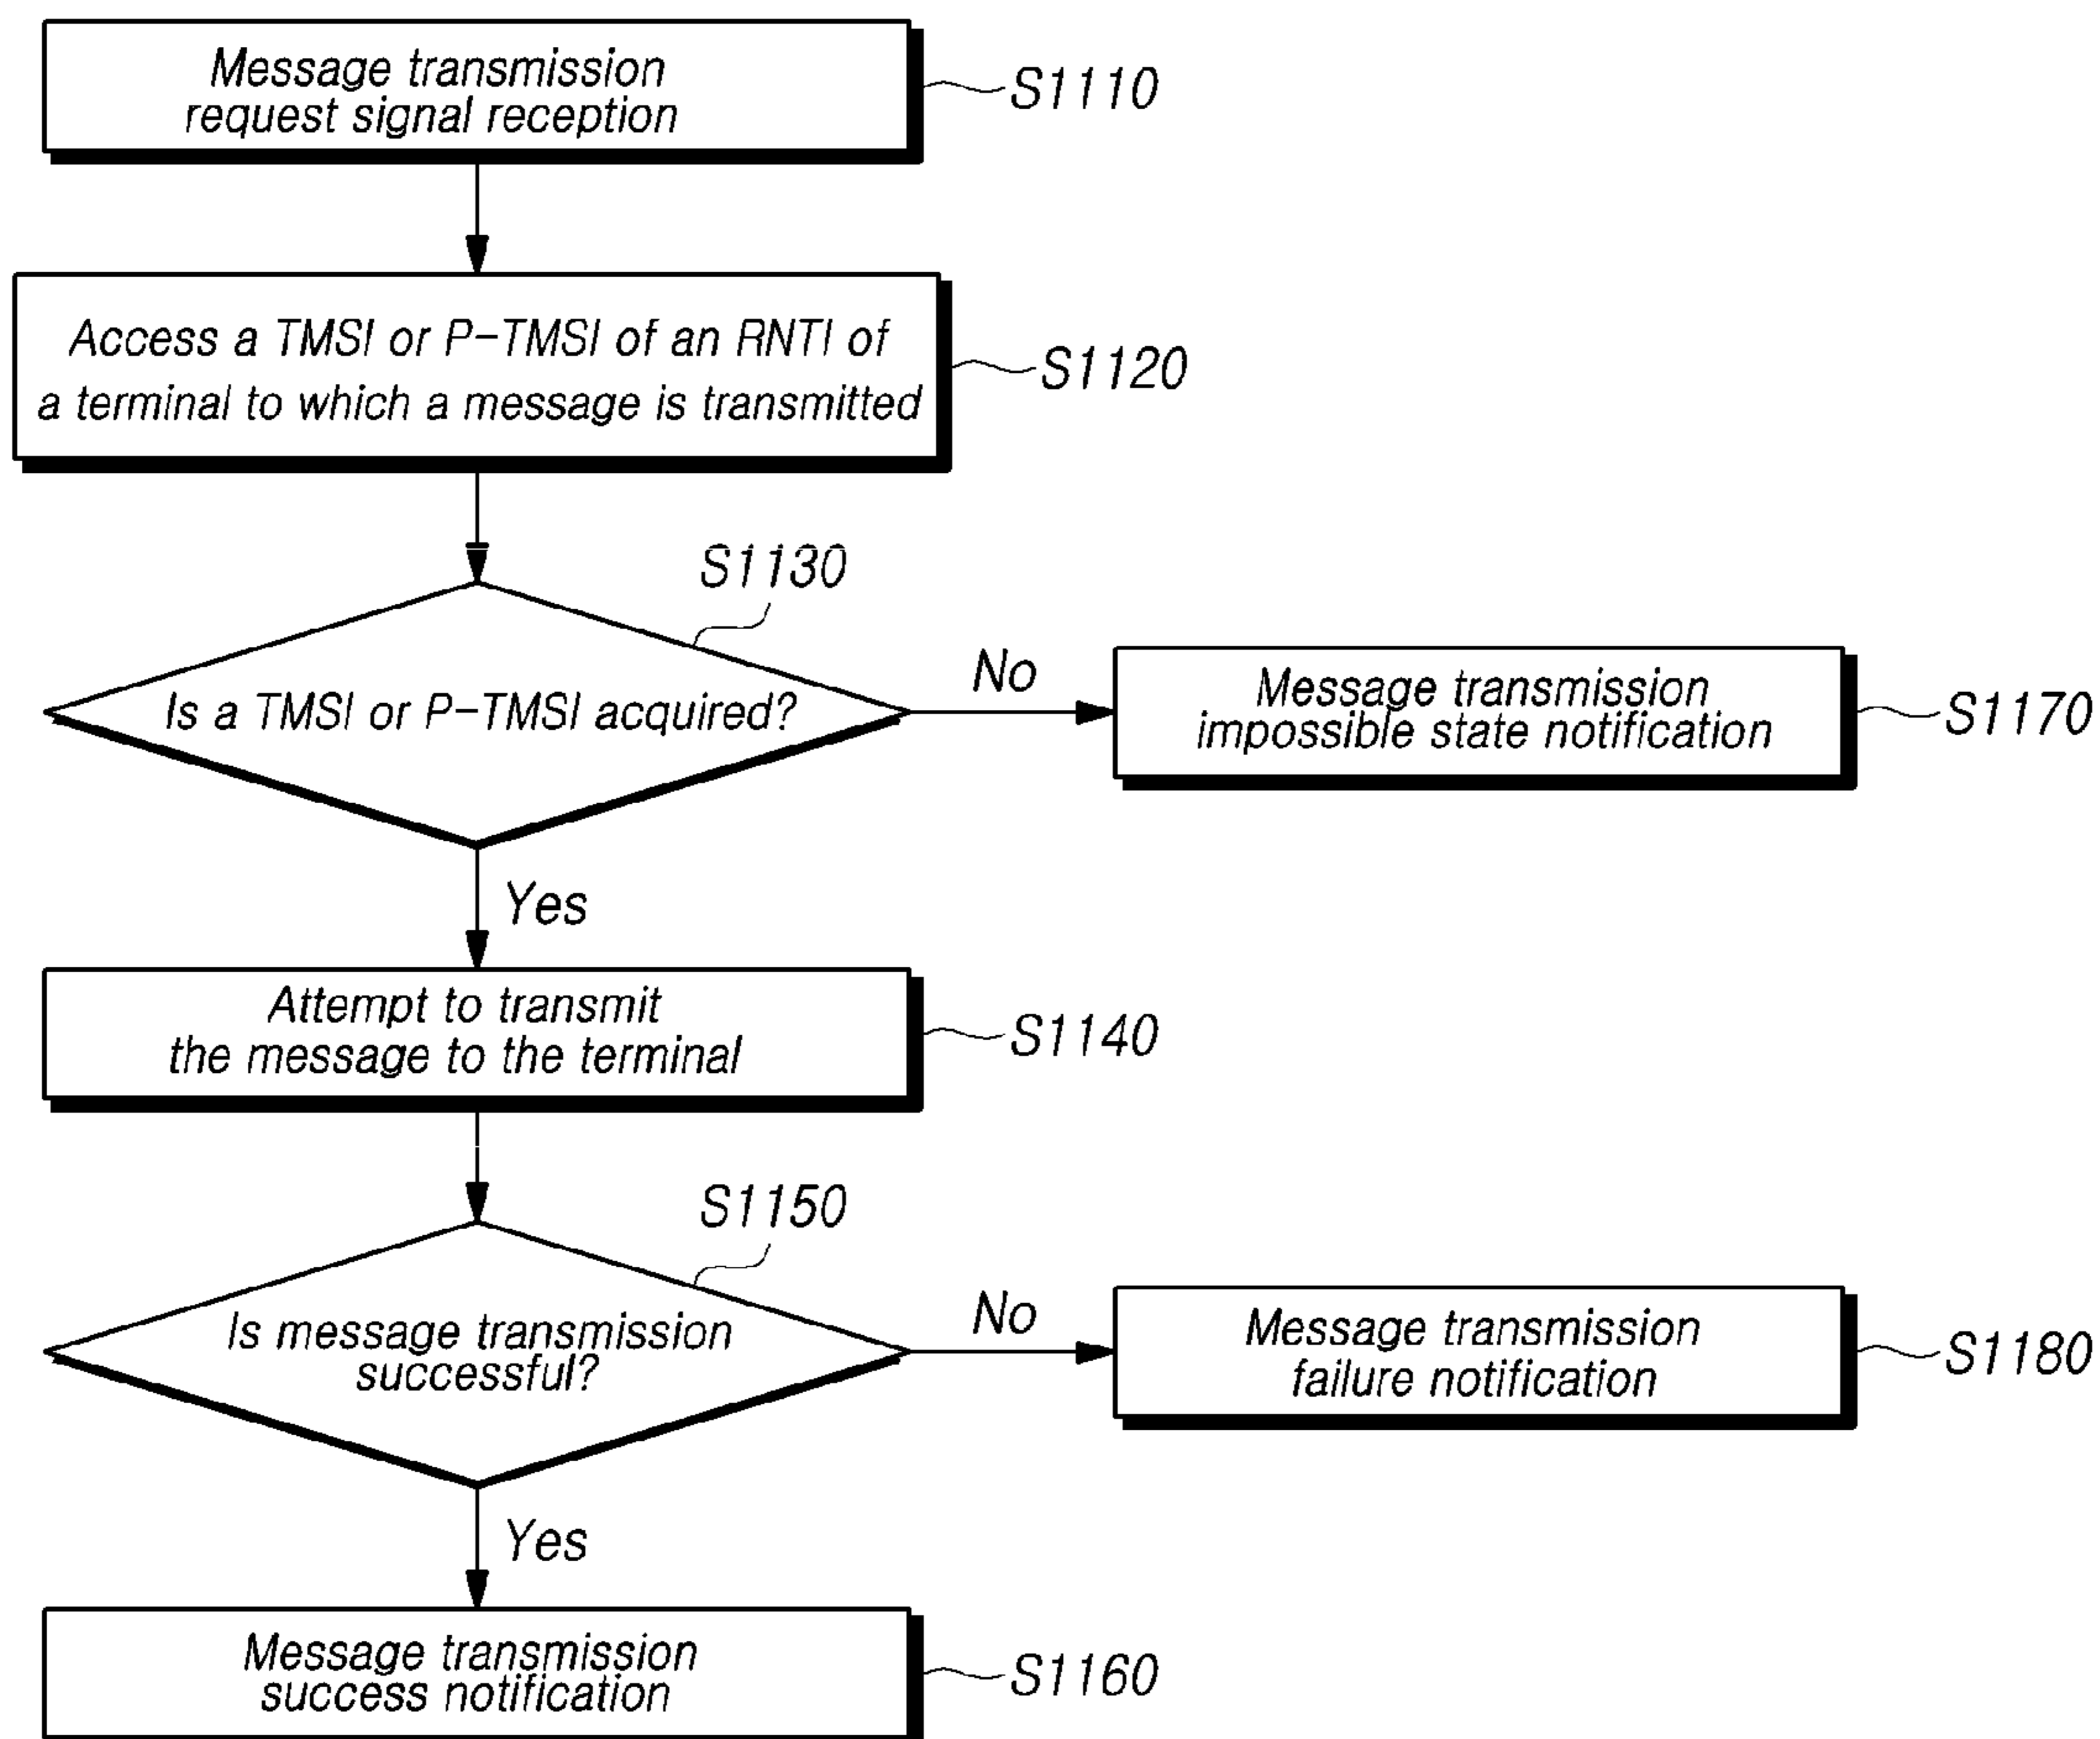 Message transmission
request signal reception
S1110
Access a TMSI or P-TMSI of an RNTI of
a terminal to which a message is transmitted
S1120
S1130
Is a TMSI or P-TMSI acquired?
No
Message transmission
impossible state notification
S1170
Yes
Attempt to transmit
the message to the terminal
S1140
S1150
Is message transmission
successful?
No
Message transmission
failure notification
S1180
Yes
Message transmission
success notification
S1160